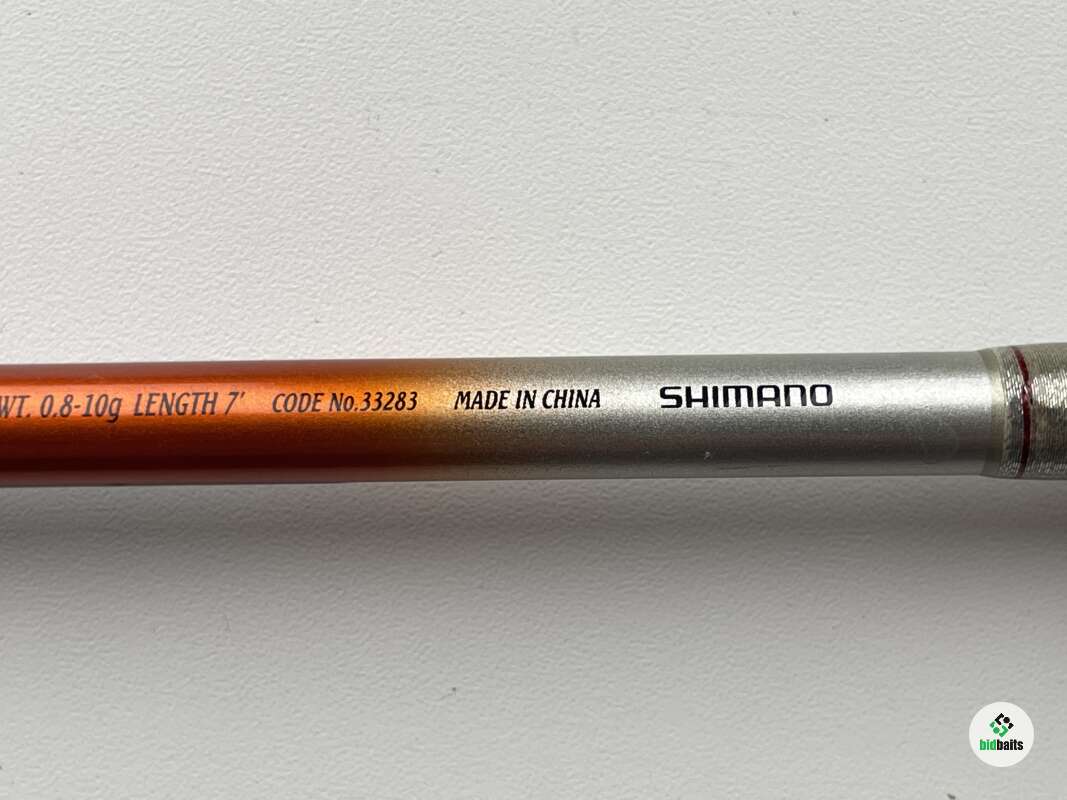 WT. 0.8-10g LENGTH 7' CODE No.33283 MADE IN CHINA SHIMANO
bidbaits